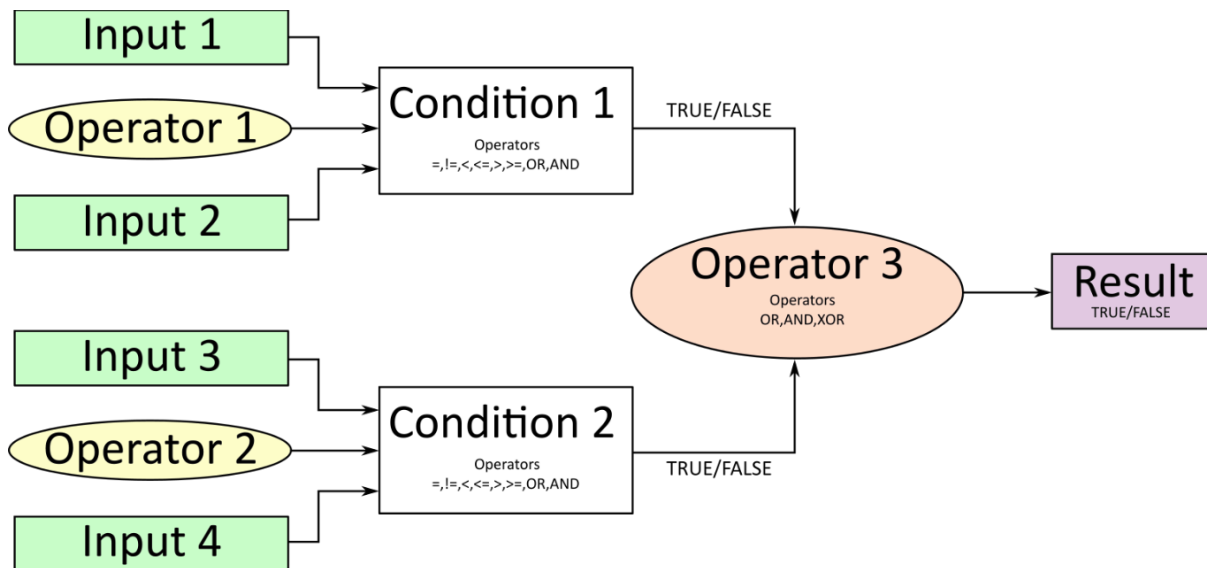 Input 1
Operator 1
Input 2
Condition 1
Operators
=,!=,<,<=,>,>=,OR,AND
TRUE/FALSE
Input 3
Operator 2
Input 4
Condition 2
Operators
=,!=,<,<=,>,>=,OR,AND
TRUE/FALSE
Operator 3
Operators
OR,AND,XOR
Result
TRUE/FALSE